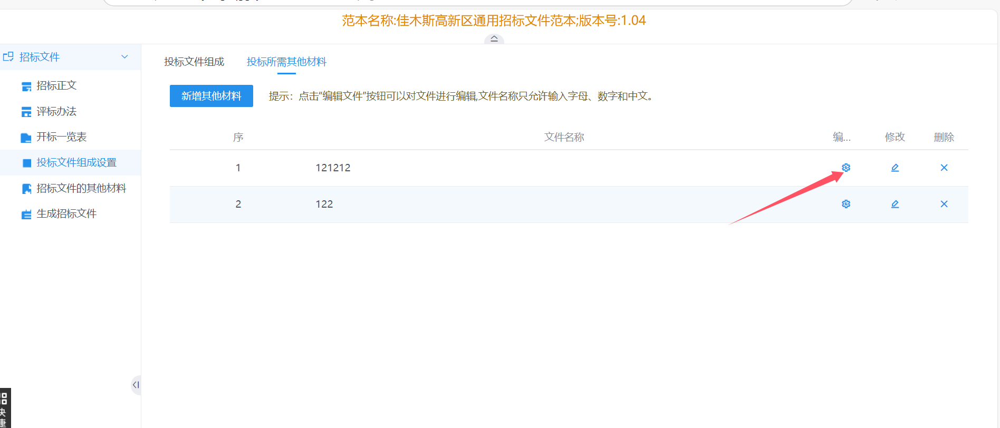 范本名称:佳木斯高新区通用招标文件范本;版本号:1.04
招标文件
招标正文
评标办法
开标一览表
投标文件组成设置
招标文件的其他材料
生成招标文件
投标文件组成 投标所需其他材料
新增其他材料 提示：点击“编辑文件”按钮可以对文件进行编辑,文件名称只允许输入字母、数字和中文。
序 文件名称 编... 修改 删除
1 121212
2 122